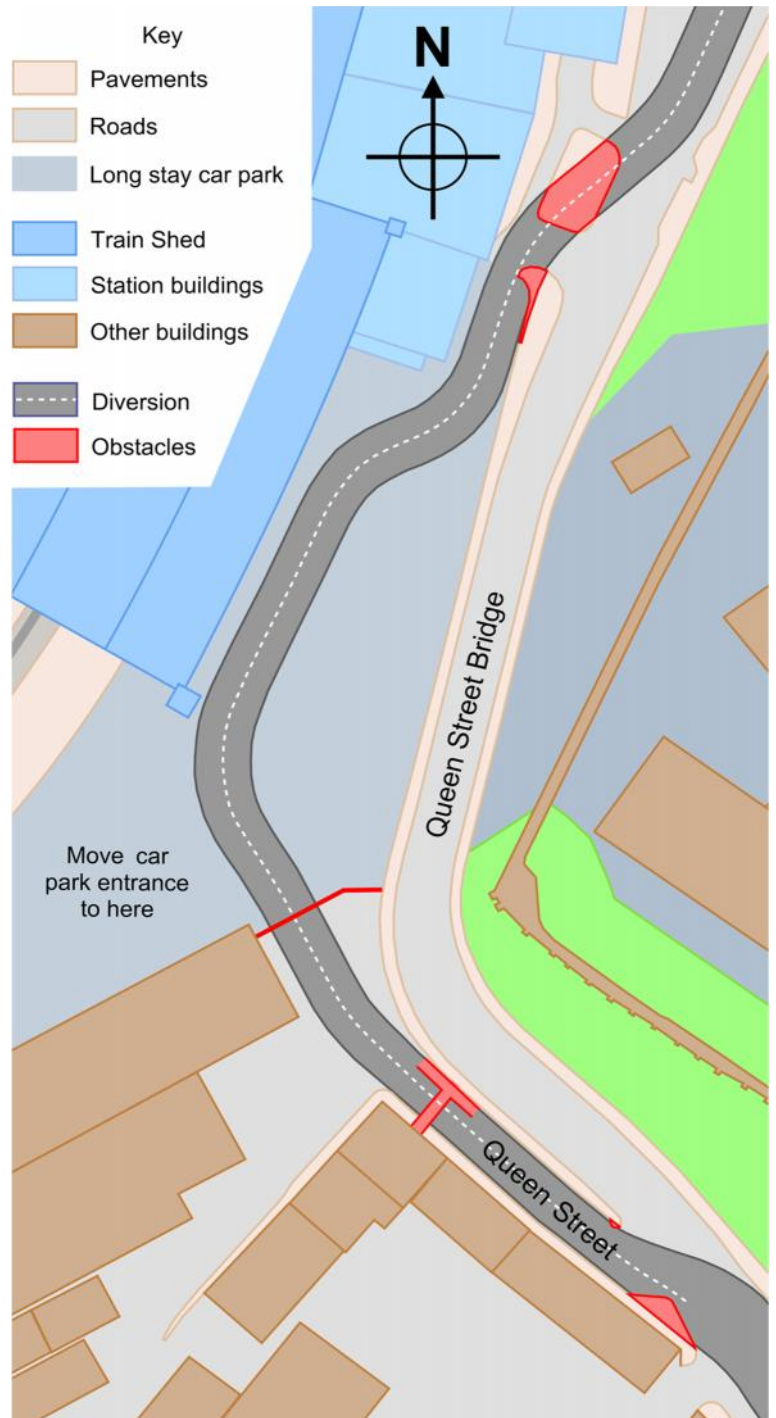 Key
Pavements
Roads
Long stay car park
Train Shed
Station buildings
Other buildings
Diversion
Obstacles
N
Queen Street Bridge
Move car
park entrance
to here
Queen Street